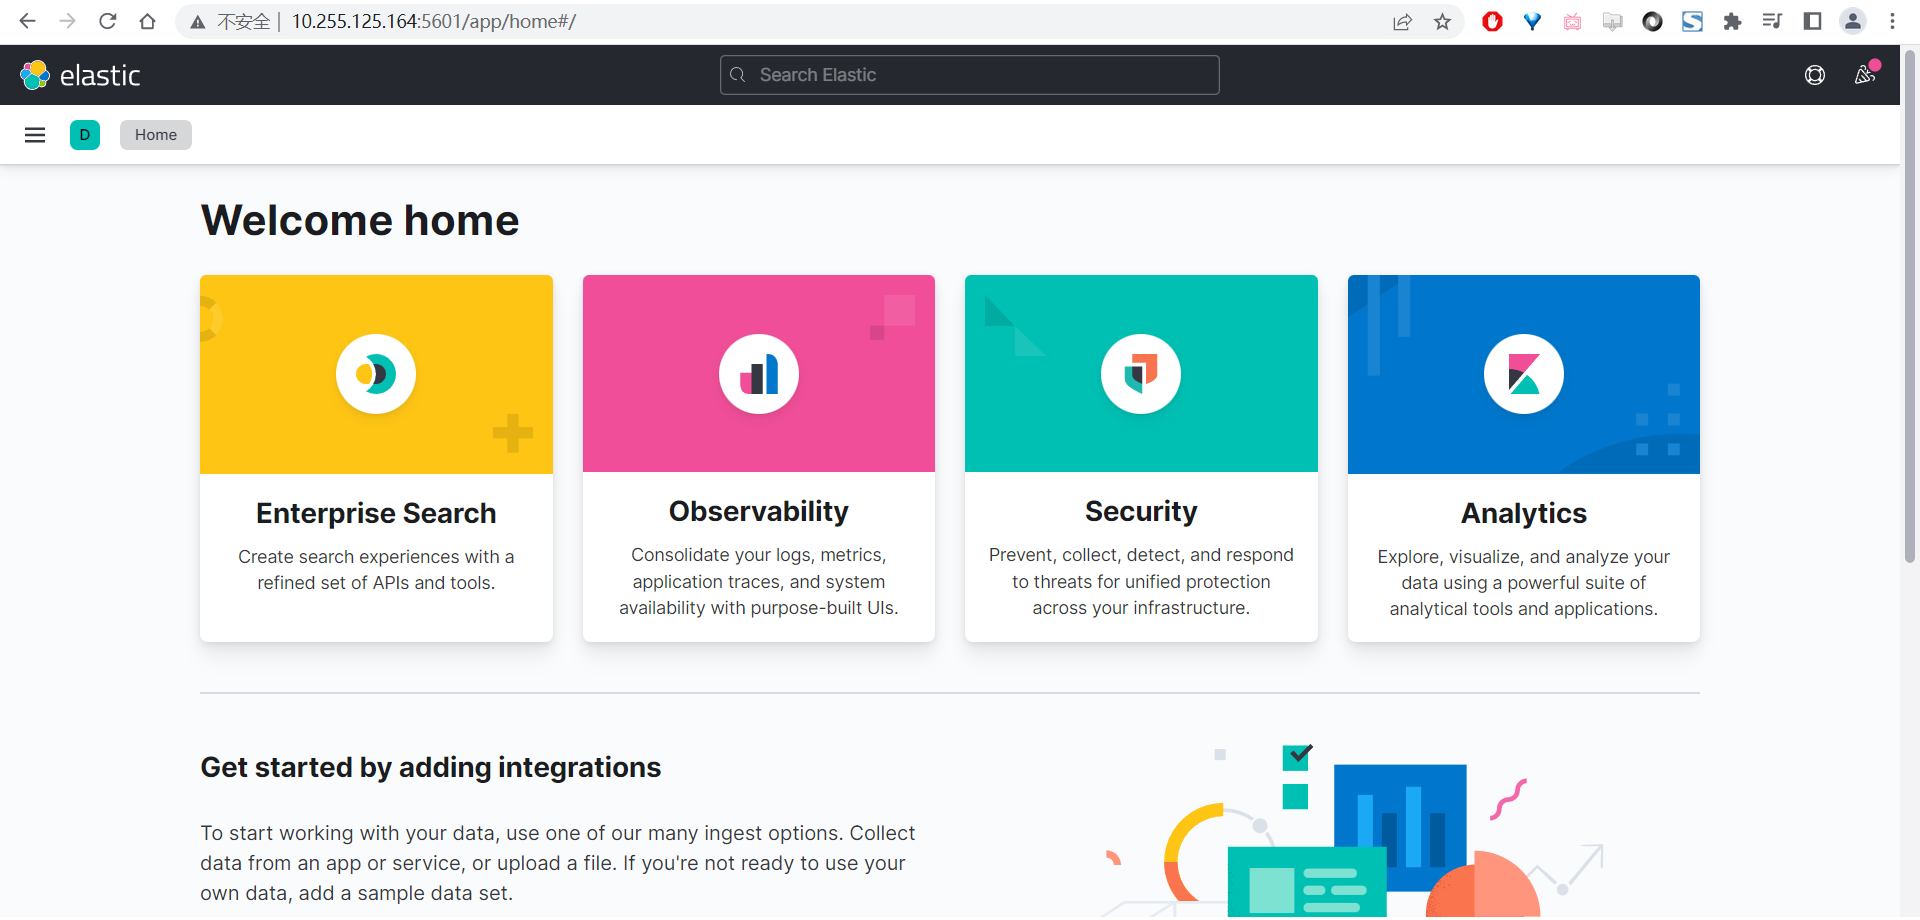 不安全 | 10.255.125.164:5601/app/home#/
elastic
Search Elastic
D
Home
Welcome home
Enterprise Search
Create search experiences with a
refined set of APIs and tools.
Observability
Consolidate your logs, metrics,
application traces, and system
availability with purpose-built UIs.
Security
Prevent, collect, detect, and respond
to threats for unified protection
across your infrastructure.
Analytics
Explore, visualize, and analyze your
data using a powerful suite of
analytical tools and applications.
Get started by adding integrations
To start working with your data, use one of our many ingest options. Collect
data from an app or service, or upload a file. If you're not ready to use your
own data, add a sample data set.